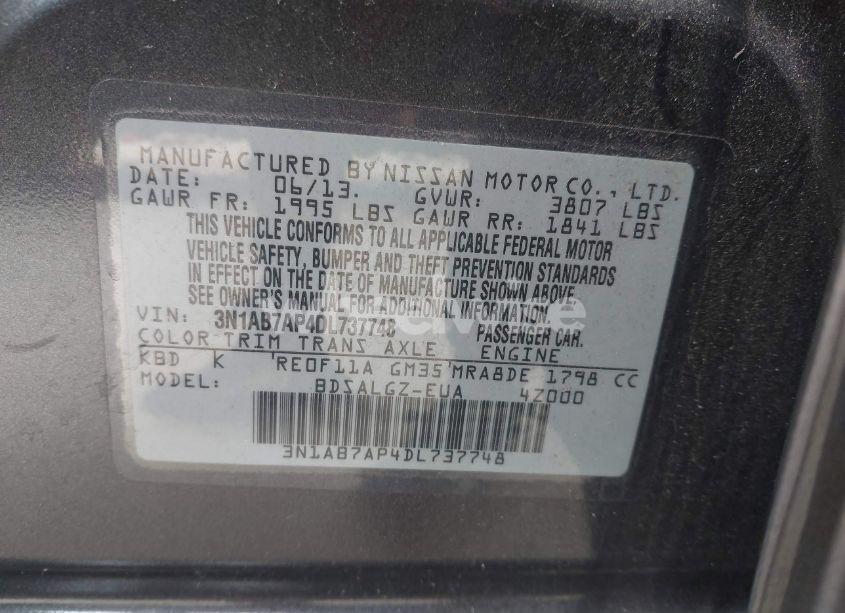 MANUFACTURED BY NISSAN MOTOR CO., LTD.
DATE: 06/13. GVWR: 3807 LBS
GAWR FR: 1995 LBS GAWR RR: 1841 LBS
THIS VEHICLE CONFORMS TO ALL APPLICABLE FEDERAL MOTOR
VEHICLE SAFETY, BUMPER AND THEFT PREVENTION STANDARDS
IN EFFECT ON THE DATE OF MANUFACTURE SHOWN ABOVE.
SEE OWNER'S MANUAL FOR ADDITIONAL INFORMATION.
VIN: 3N1AB7AP4DL737748 PASSENGER CAR.
COLOR TRIM TRANS AXLE ENGINE
KBD K 'RE0F11A GM35'MRA8DE 1798 CC
MODEL: BDSALGZ-EUA 4Z000
3N1AB7AP4DL737748